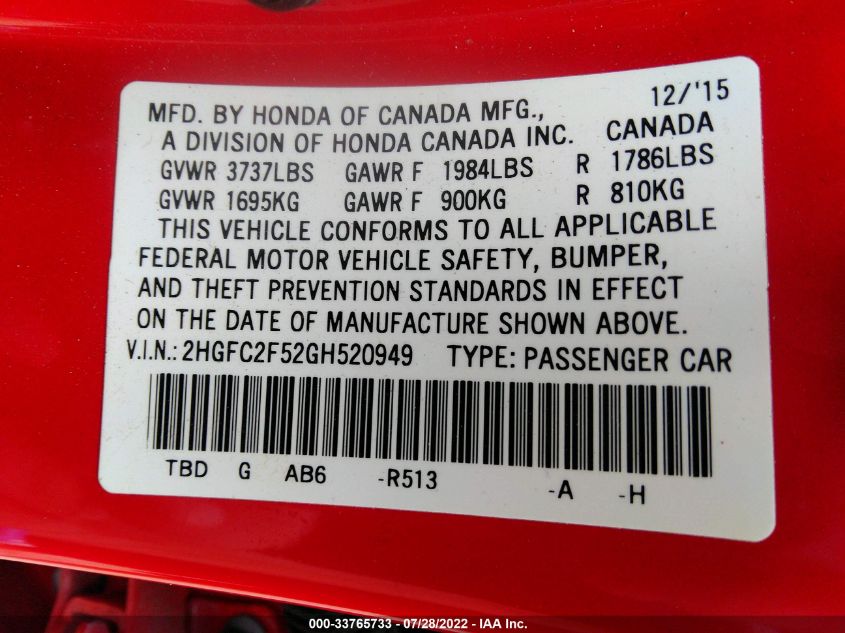 12/'15
MFD. BY HONDA OF CANADA MFG.,
A DIVISION OF HONDA CANADA INC. CANADA
GVWR 3737LBS GAWR F 1984LBS R 1786LBS
GVWR 1695KG GAWR F 900KG R 810KG
THIS VEHICLE CONFORMS TO ALL APPLICABLE
FEDERAL MOTOR VEHICLE SAFETY, BUMPER,
AND THEFT PREVENTION STANDARDS IN EFFECT
ON THE DATE OF MANUFACTURE SHOWN ABOVE.
V.I.N.: 2HGFC2F52GH520949 TYPE: PASSENGER CAR
TBD G AB6 -R513 -A -H
000-33765733 - 07/28/2022 - IAA Inc.